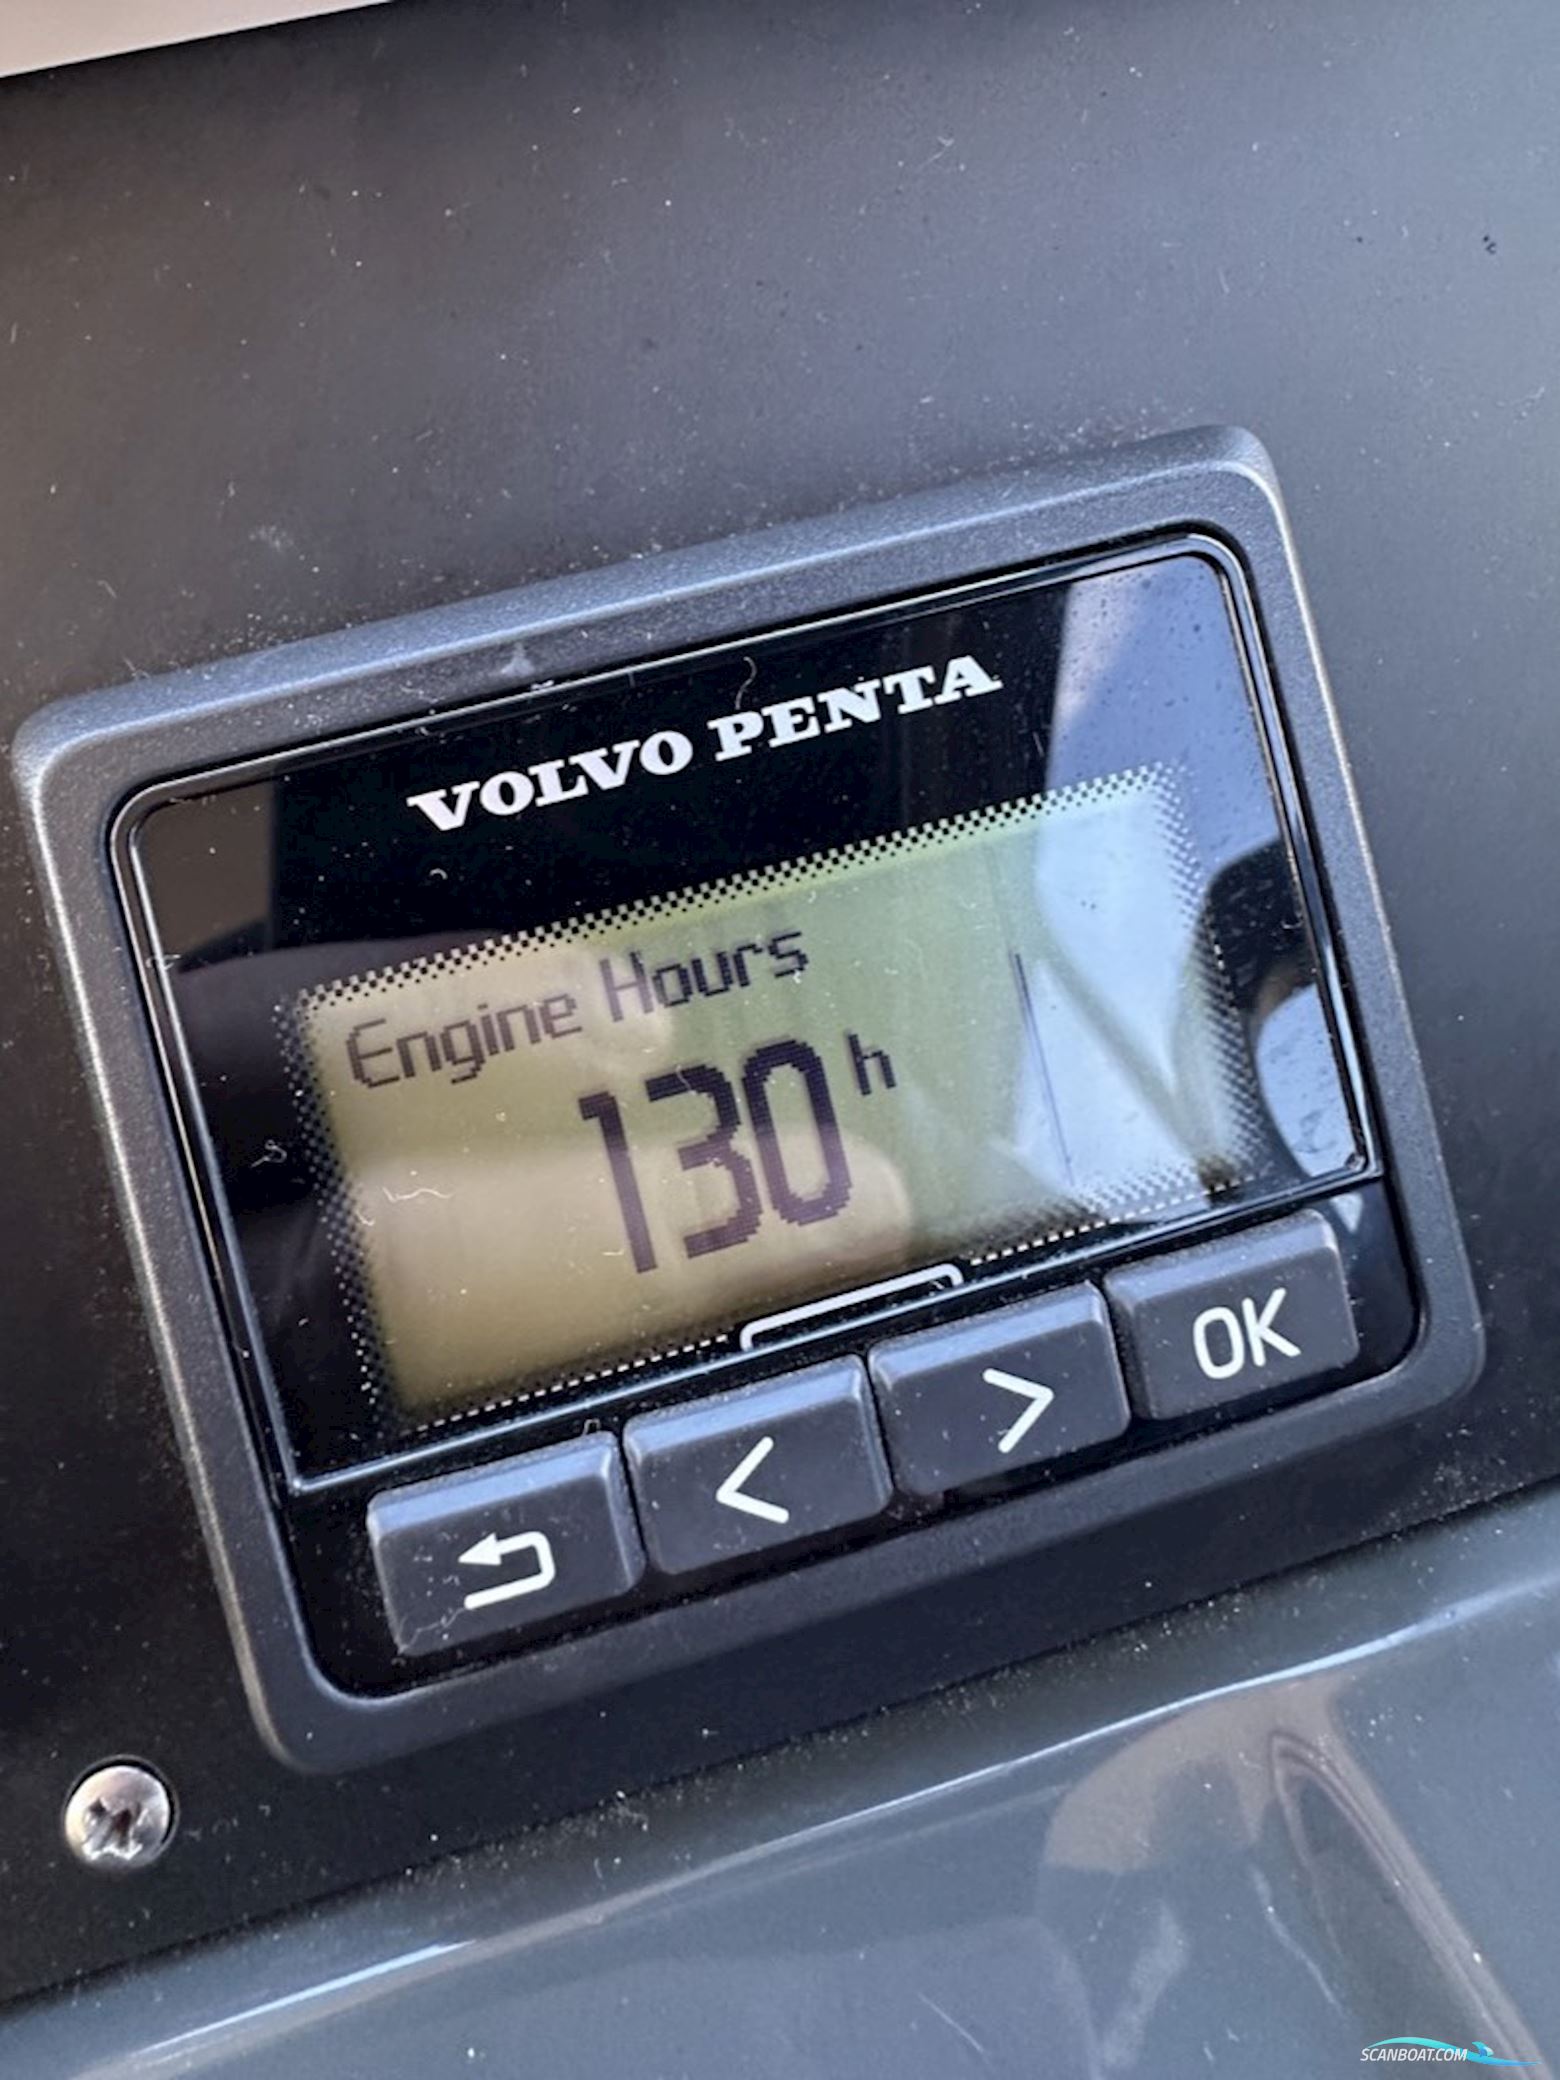 VOLVO PENTA
Engine Hours
130 h
< > OK
SCANBOAT.COM